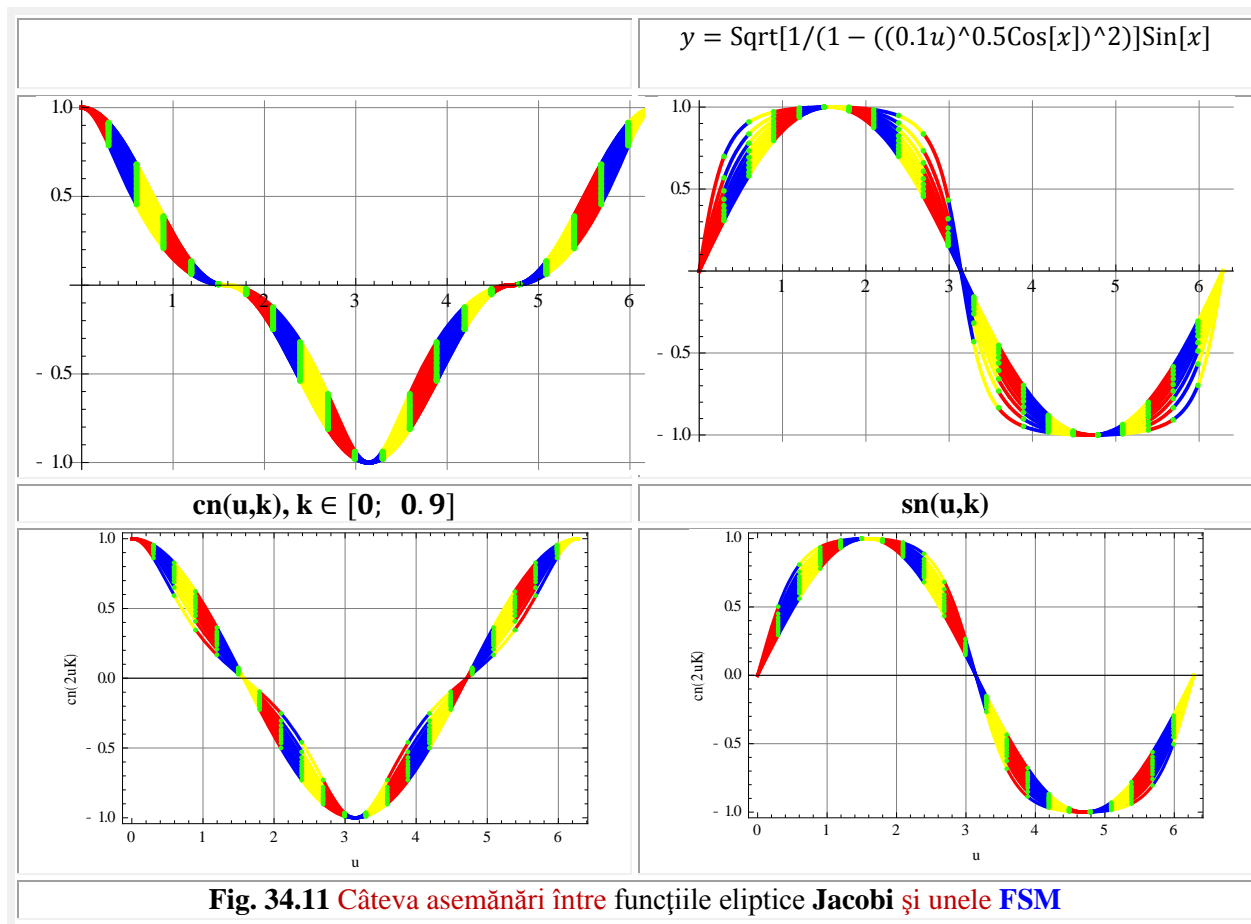 y = Sqrt[1/(1 − ((0.1u)^0.5Cos[x])^2)]Sin[x]
1.0
0.5
- 0.5
- 1.0
1 2 3 4 5 6
1.0
0.5
- 0.5
- 1.0
1 2 3 4 5 6
cn(u,k), k ∈ [0; 0.9]
sn(u,k)
1.0
0.5
0.0
- 0.5
- 1.0
cn( 2 uK)
0 1 2 3 4 5 6
u
1.0
0.5
0.0
- 0.5
- 1.0
cn( 2 uK)
0 1 2 3 4 5 6
u
Fig. 34.11 Câteva asemănări între funcţiile eliptice Jacobi şi unele FSM